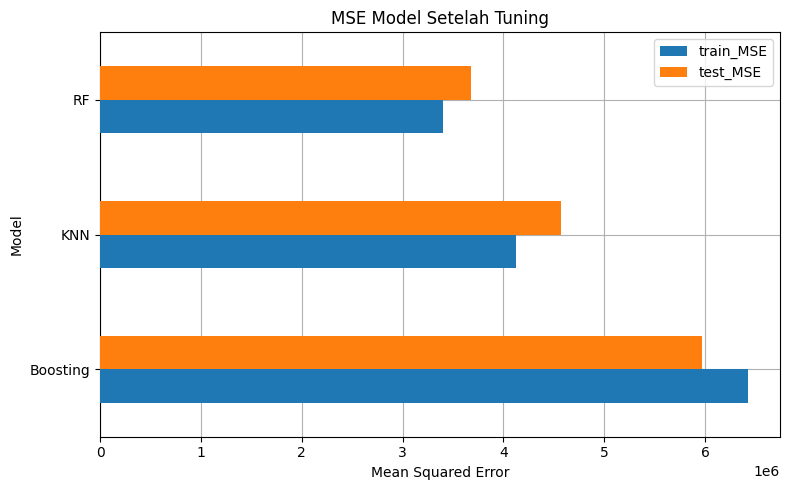 MSE Model Setelah Tuning
train_MSE
test_MSE
RF
KNN
Boosting
Model
0 1 2 3 4 5 6
1e6
Mean Squared Error